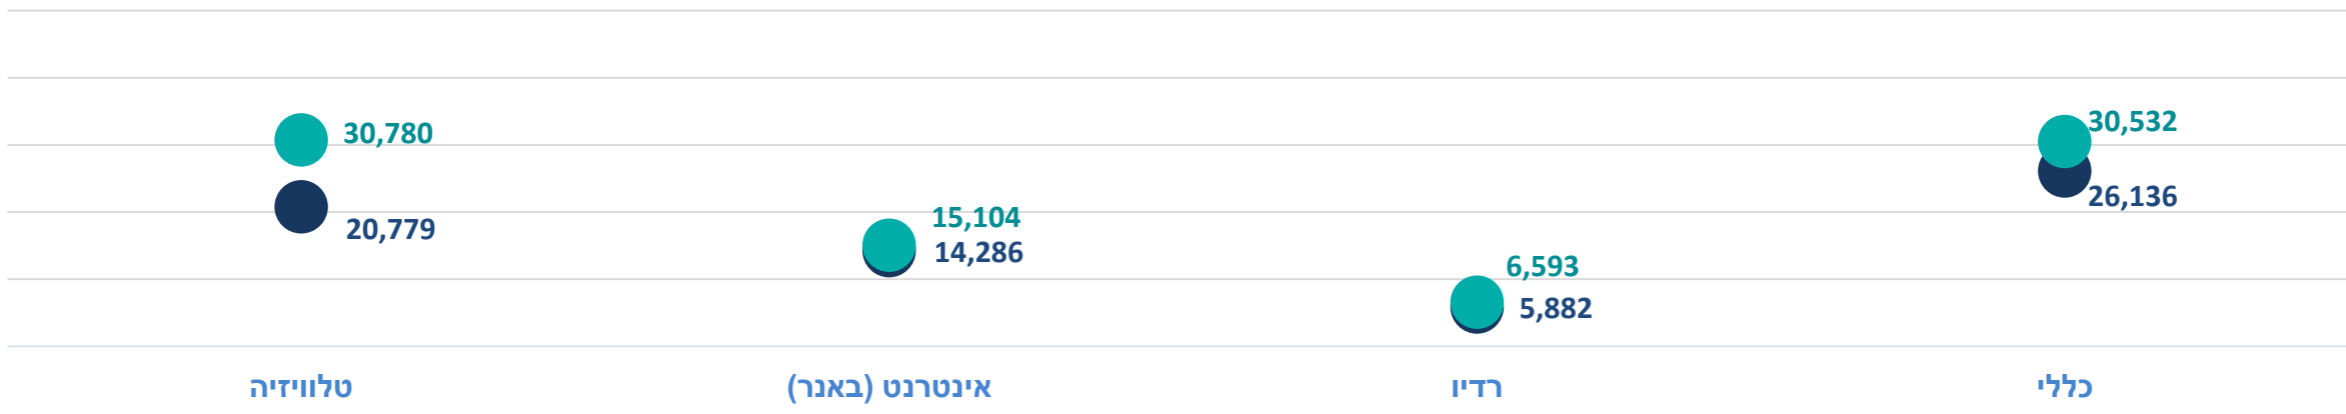 30,532
30,780
26,136
15,104
20,779
14,286
6,593
5,882
כללי
רדיו
אינטרנט (באנר)
טלוויזיה